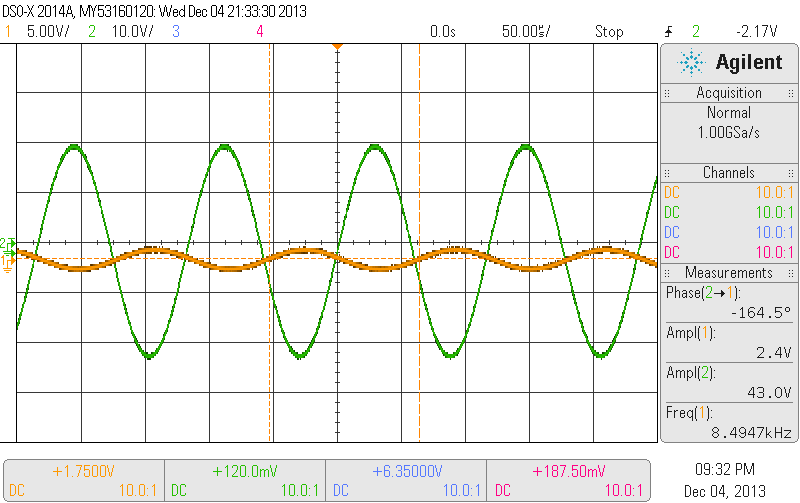 DSO-X 2014A, MY53160120: Wed Dec 04 21:33:30 2013
1 5.00V/ 2 10.0V/ 3 4 0.0s 50.00us/ Stop 2 -2.17V
Agilent
Acquisition
Normal
1.00GSa/s
Channels
DC 10.0:1
DC 10.0:1
DC 10.0:1
DC 10.0:1
Measurements
Phase(2→1):
-164.5°
Ampl(1):
2.4V
Ampl(2):
43.0V
Freq(1):
8.4947kHz
2
1
+1.7500V +120.0mV +6.35000V +187.50mV
DC 10.0:1 DC 10.0:1 DC 10.0:1 DC 10.0:1
09:32 PM
Dec 04, 2013